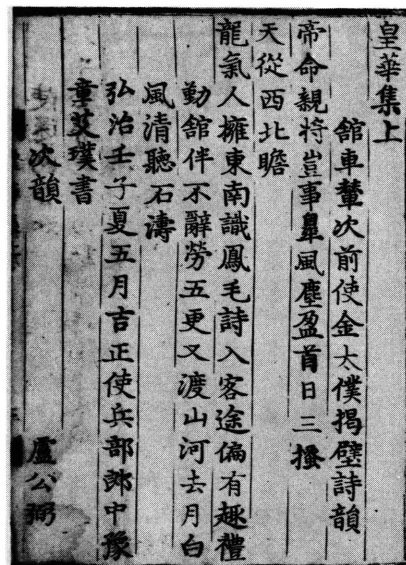 皇華集上
舘車輦次前使金太僕揭壁詩韻
帝命親將豈事臯風塵盈首日三搔
天從西北瞻
龍氣人擁東南識鳳毛詩入客途偏有趣禮
勤舘伴不辭勞五更又渡山河去月白
風清聽石濤
弘治壬子夏五月吉正使兵部郎中豫
章艾璞書
次韻 盧公弼